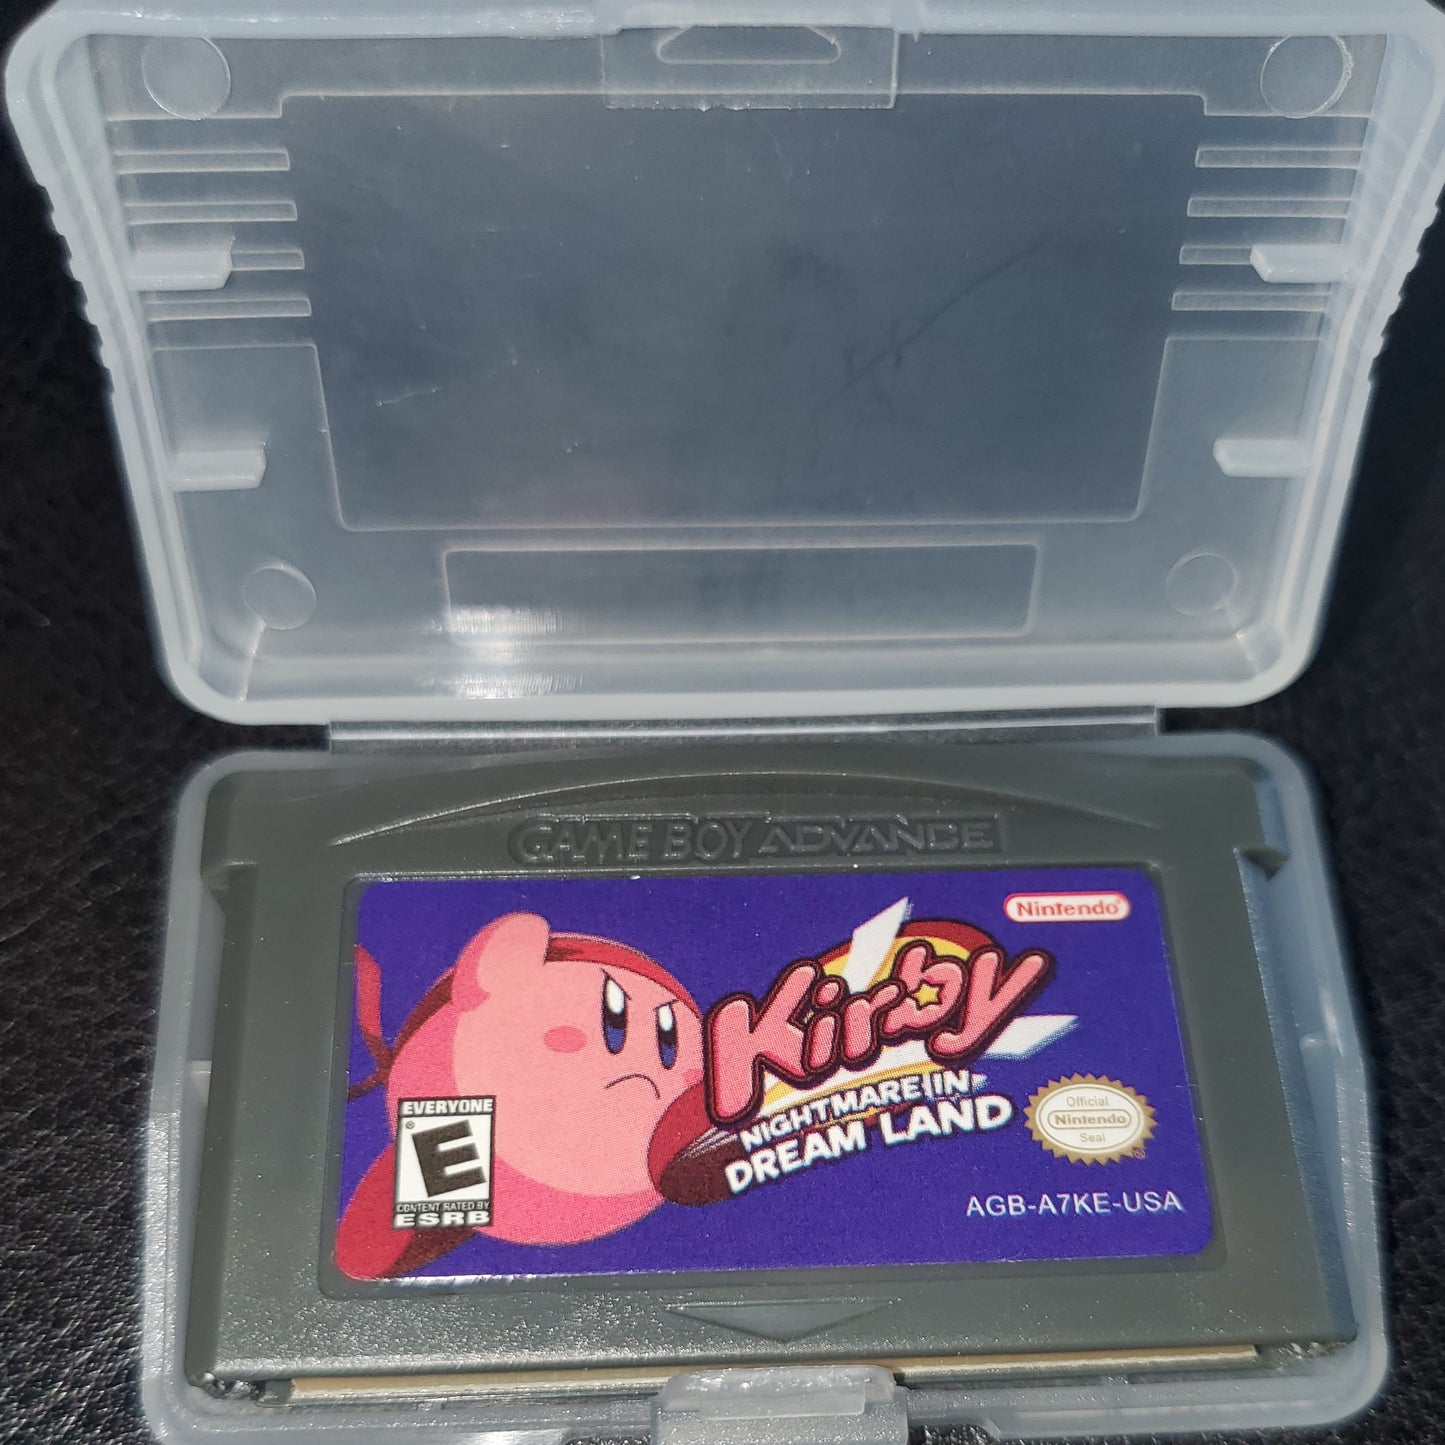 GAME BOY ADVANCE
Nintendo®
Kirby
NIGHTMARE IN
DREAM LAND
EVERYONE
E
CONTENT RATED BY
ESRB
Official
Nintendo
Seal
AGB-A7KE-USA